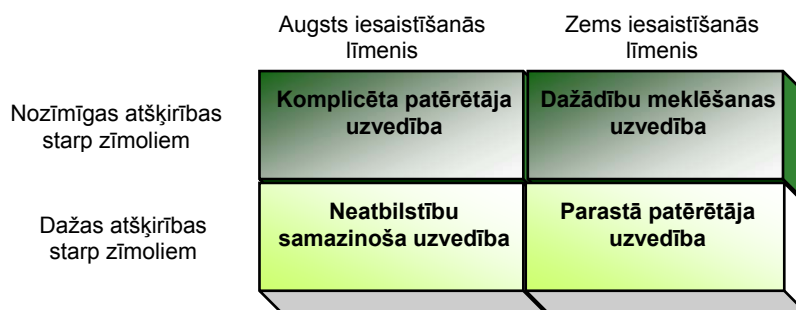 Augsts iesaistīšanās
līmenis
Zems iesaistīšanās
līmenis
Nozīmīgas atšķirības
starp zīmoliem
Komplicēta patērētāja
uzvedība
Dažādību meklēšanas
uzvedība
Dažas atšķirības
starp zīmoliem
Neatbilstību
samazinoša uzvedība
Parastā patērētāja
uzvedība